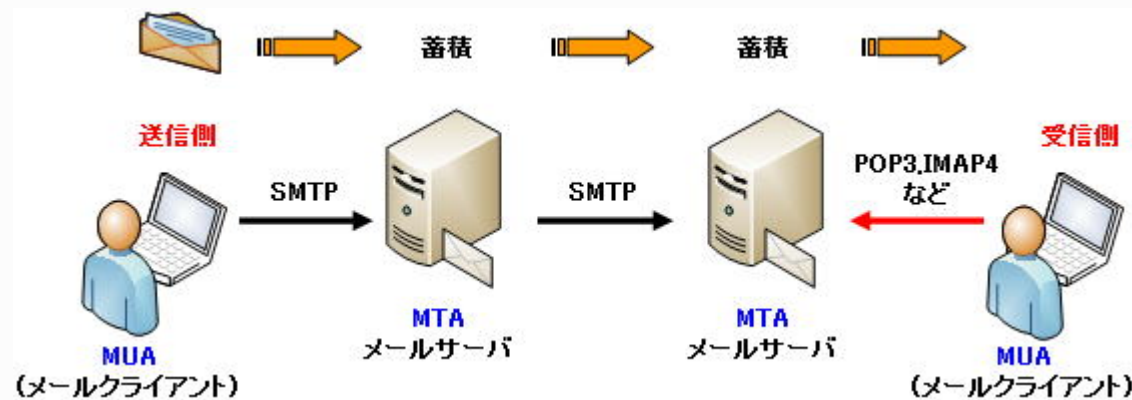 蓄積
蓄積
送信側
受信側
SMTP
SMTP
POP3,IMAP4
など
MTA
メールサーバ
MTA
メールサーバ
MUA
(メールクライアント)
MUA
(メールクライアント)